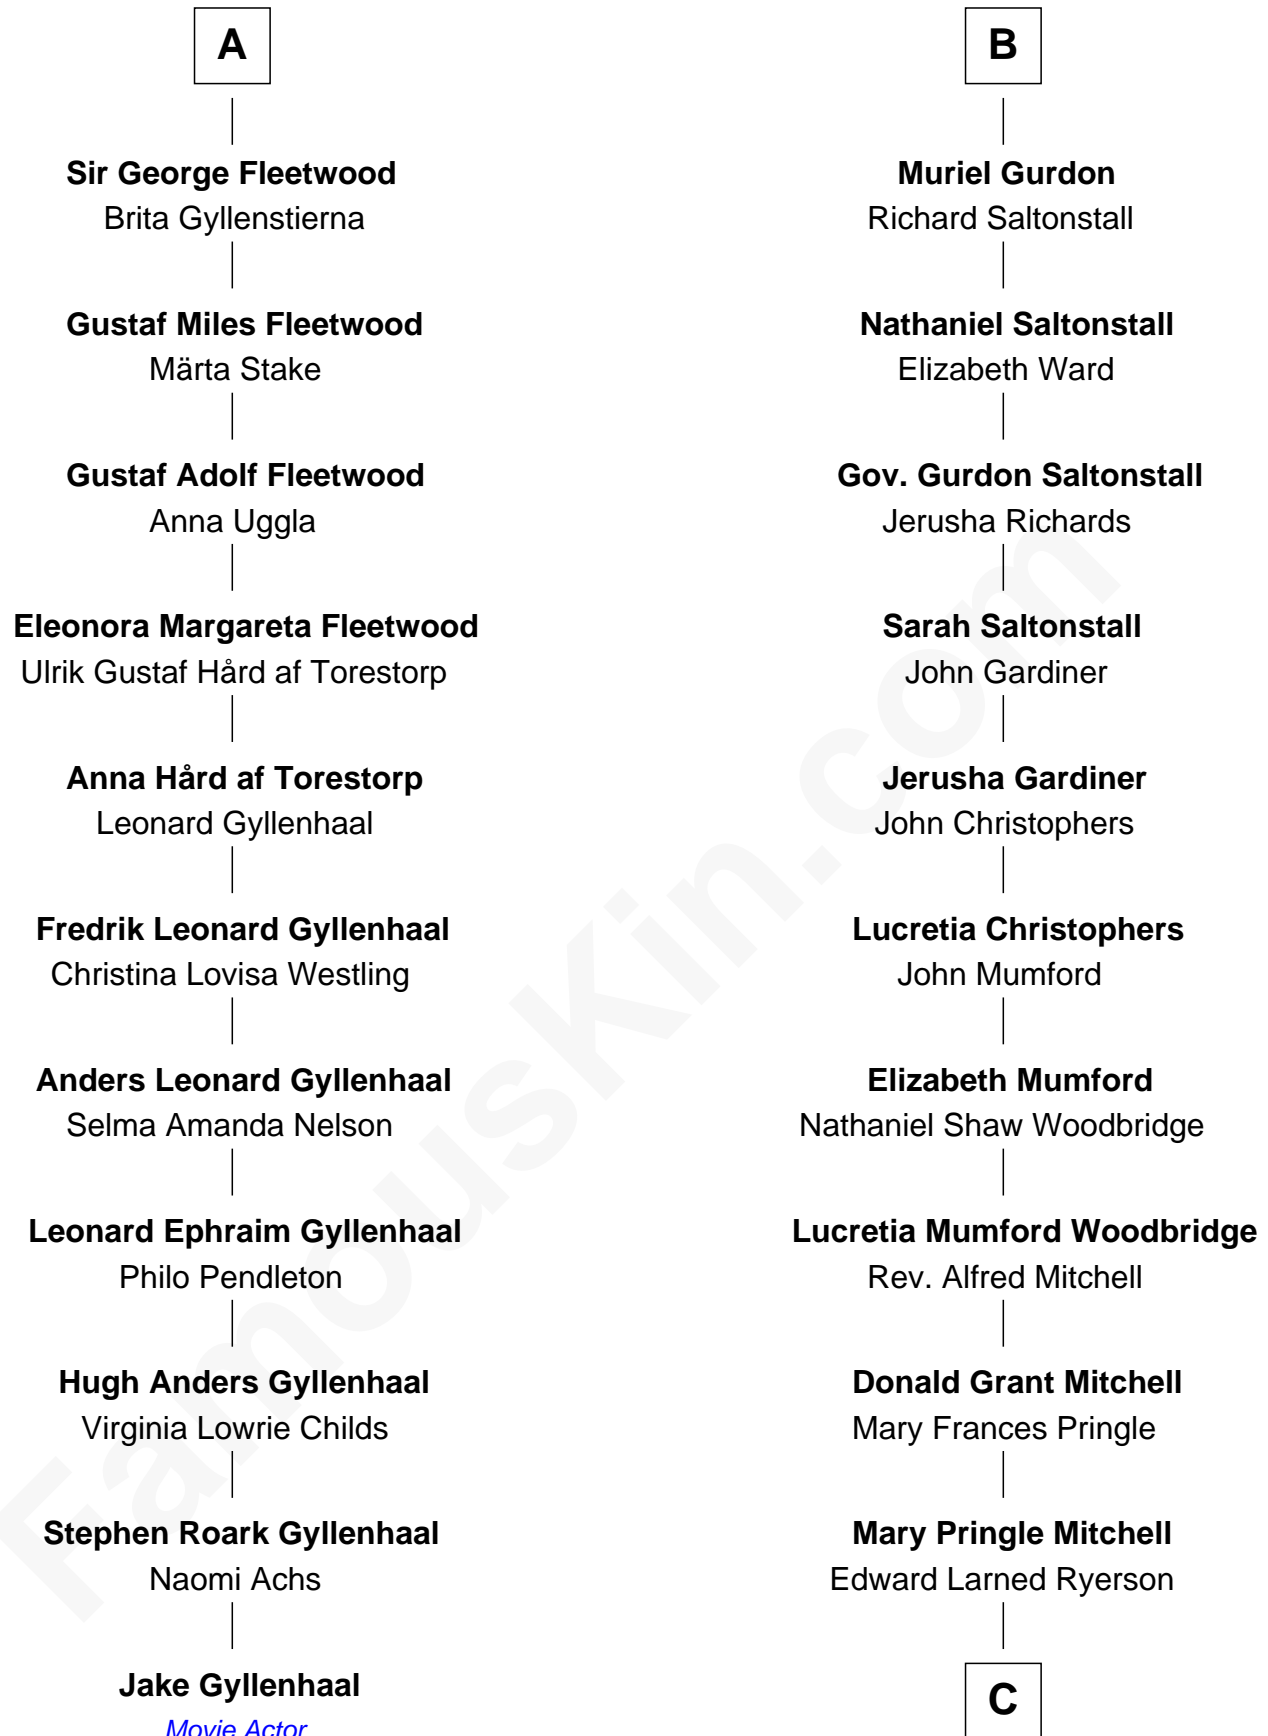 A
Sir George Fleetwood
Brita Gyllenstierna
Gustaf Miles Fleetwood
Märta Stake
Gustaf Adolf Fleetwood
Anna Uggla
Eleonora Margareta Fleetwood
Ulrik Gustaf Hård af Torestorp
Anna Hård af Torestorp
Leonard Gyllenhaal
Fredrik Leonard Gyllenhaal
Christina Lovisa Westling
Anders Leonard Gyllenhaal
Selma Amanda Nelson
Leonard Ephraim Gyllenhaal
Philo Pendleton
Hugh Anders Gyllenhaal
Virginia Lowrie Childs
Stephen Roark Gyllenhaal
Naomi Achs
Jake Gyllenhaal
Movie Actor
B
Muriel Gurdon
Richard Saltonstall
Nathaniel Saltonstall
Elizabeth Ward
Gov. Gurdon Saltonstall
Jerusha Richards
Sarah Saltonstall
John Gardiner
Jerusha Gardiner
John Christophers
Lucretia Christophers
John Mumford
Elizabeth Mumford
Nathaniel Shaw Woodbridge
Lucretia Mumford Woodbridge
Rev. Alfred Mitchell
Donald Grant Mitchell
Mary Frances Pringle
Mary Pringle Mitchell
Edward Larned Ryerson
C
FamousKin.com